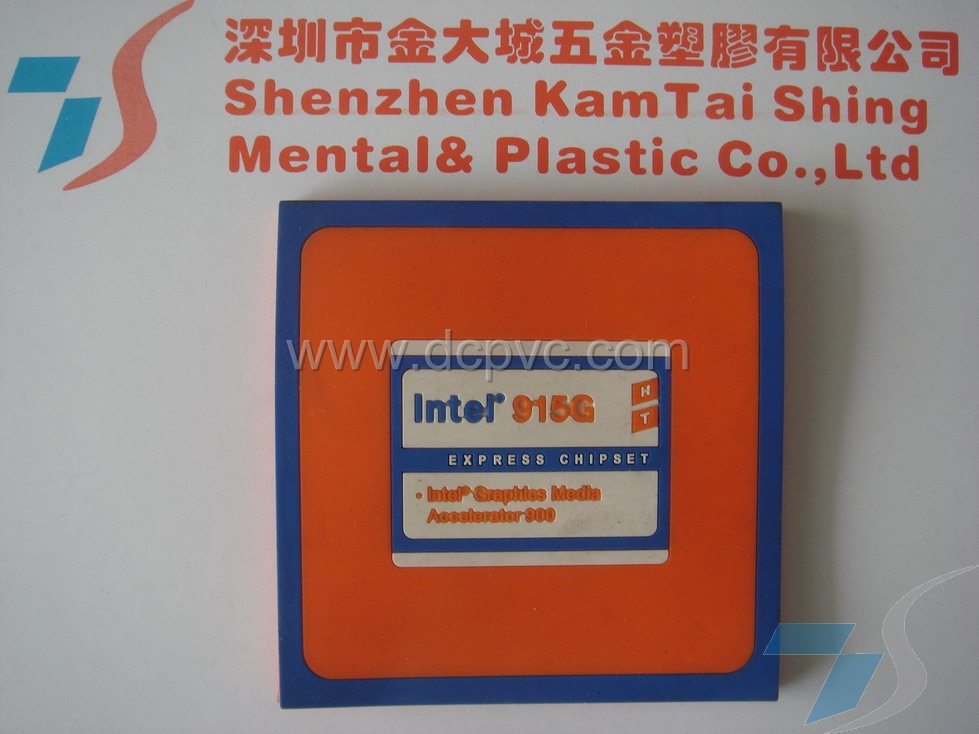 深圳市金大城五金塑膠有限公司
Shenzhen KamTai Shing
Mental& Plastic Co.,Ltd
www.dcpvc.com
Intel® 915G
H
T
EXPRESS CHIPSET
• Intel® Graphics Media
Accelerator 900